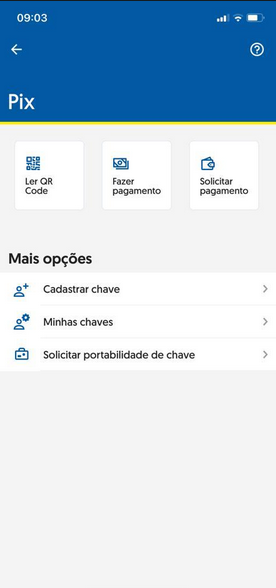 09:03
Pix
Ler QR
Code
Fazer
pagamento
Solicitar
pagamento
Mais opções
Cadastrar chave
Minhas chaves
Solicitar portabilidade de chave